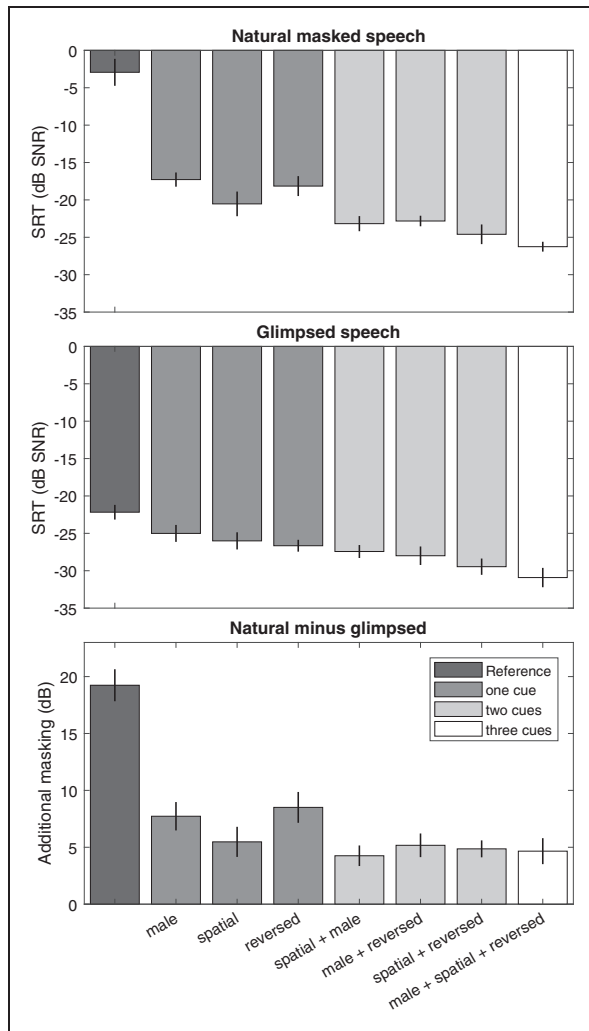 Natural masked speech
0
-5
-10
-15
-20
-25
-30
-35
SRT (dB SNR)
Glimpsed speech
0
-5
-10
-15
-20
-25
-30
-35
SRT (dB SNR)
Natural minus glimpsed
20
15
10
5
0
Additional masking (dB)
Reference
one cue
two cues
three cues
male
spatial
reversed
spatial + male
male + reversed
spatial + reversed
male + spatial + reversed